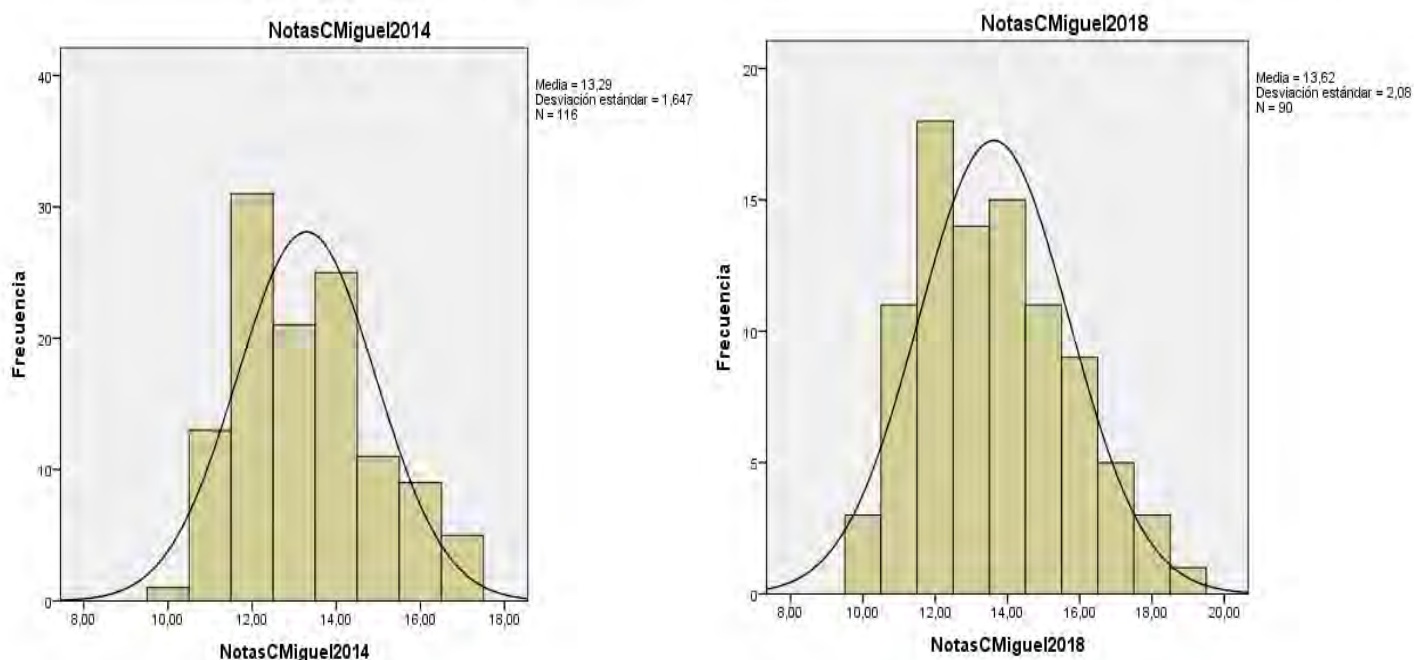 NotasCMiguel2014
Media = 13,29
Desviación estándar = 1,647
N = 116
Frecuencia
40
30
20
10
0
8,00 10,00 12,00 14,00 16,00 18,00
NotasCMiguel2014
NotasCMiguel2018
Media = 13,62
Desviación estándar = 2,08
N = 90
Frecuencia
20
15
10
5
0
8,00 10,00 12,00 14,00 16,00 18,00 20,00
NotasCMiguel2018